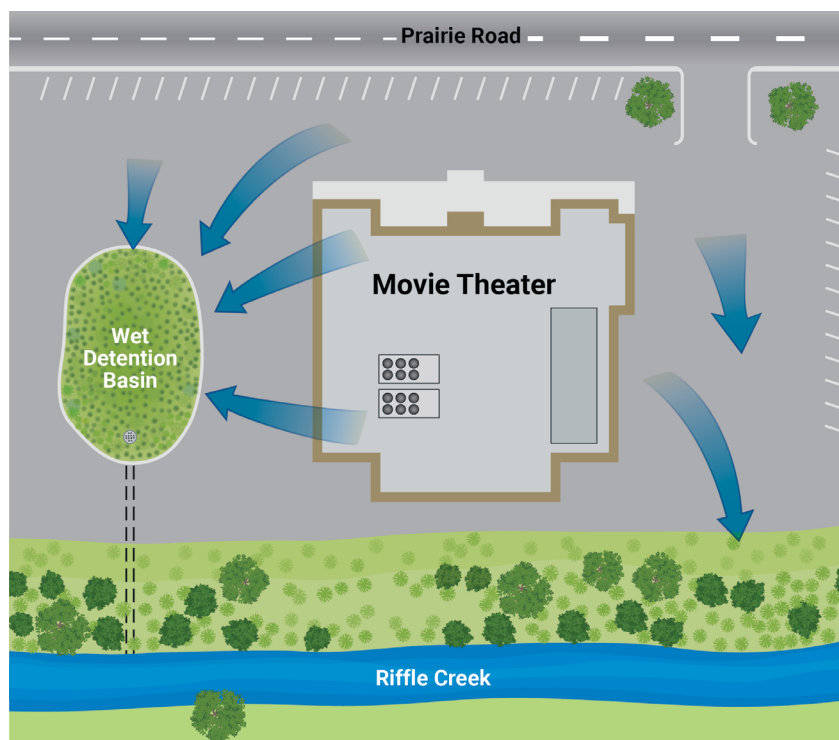 Prairie Road
Movie Theater
Wet
Detention
Basin
Riffle Creek